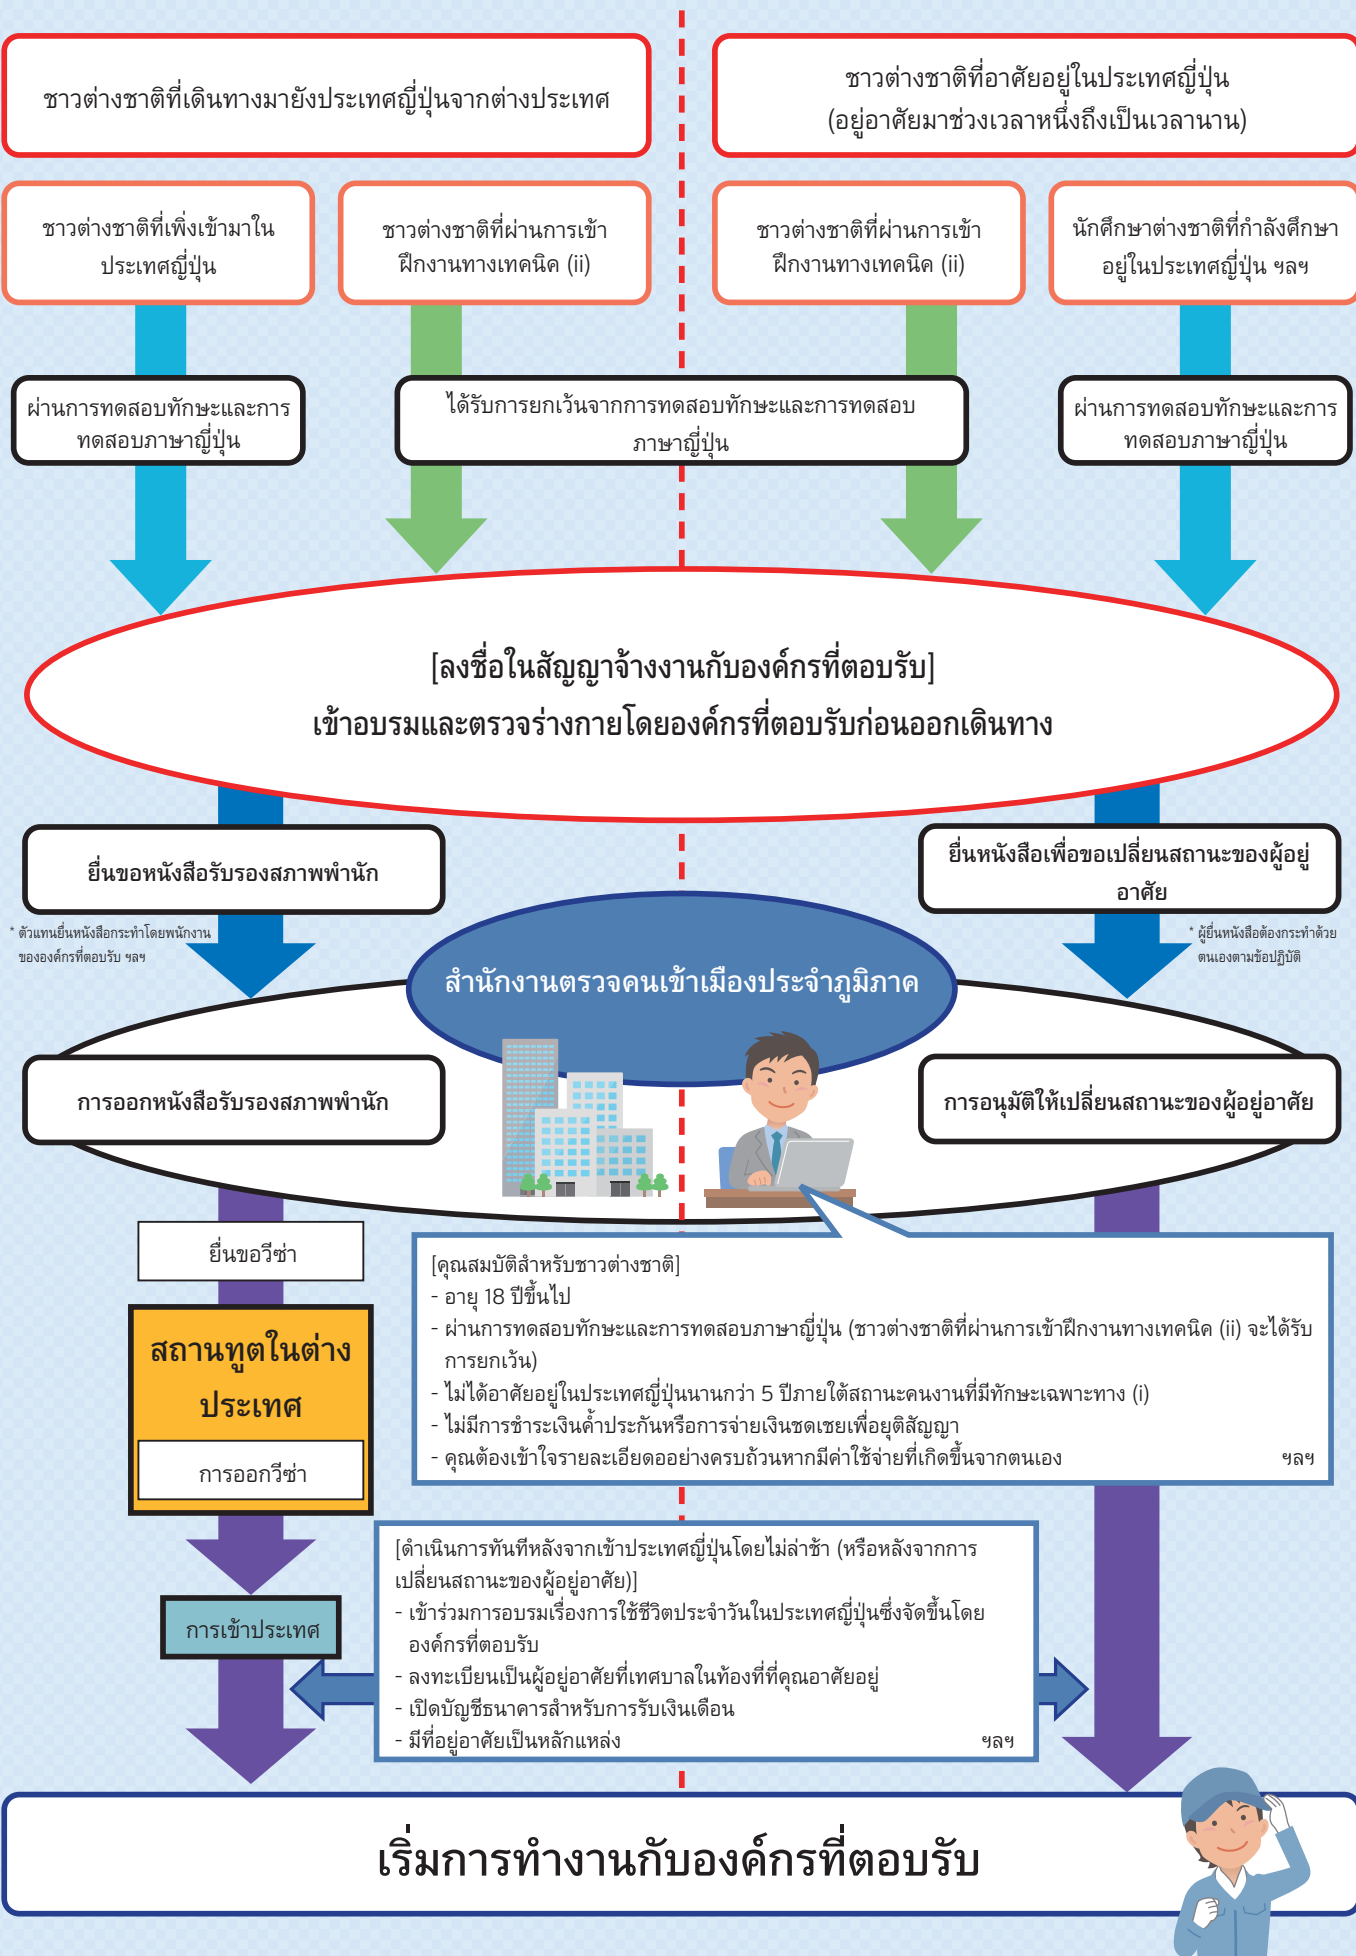 ชาวต่างชาติที่เดินทางมายังประเทศญี่ปุ่นจากต่างประเทศ
ชาวต่างชาติที่อาศัยอยู่ในประเทศญี่ปุ่น
(อยู่อาศัยมาช่วงเวลาหนึ่งถึงเป็นเวลานาน)
ชาวต่างชาติที่เพิ่งเข้ามาใน
ประเทศญี่ปุ่น
ชาวต่างชาติที่ผ่านการเข้า
ฝึกงานทางเทคนิค (ii)
ชาวต่างชาติที่ผ่านการเข้า
ฝึกงานทางเทคนิค (ii)
นักศึกษาต่างชาติที่กำลังศึกษา
อยู่ในประเทศญี่ปุ่น ฯลฯ
ผ่านการทดสอบทักษะและการ
ทดสอบภาษาญี่ปุ่น
ได้รับการยกเว้นจากการทดสอบทักษะและการทดสอบ
ภาษาญี่ปุ่น
ผ่านการทดสอบทักษะและการ
ทดสอบภาษาญี่ปุ่น
[ลงชื่อในสัญญาจ้างงานกับองค์กรที่ตอบรับ]
เข้าอบรมและตรวจร่างกายโดยองค์กรที่ตอบรับก่อนออกเดินทาง
ยื่นขอหนังสือรับรองสภาพพำนัก
* ตัวแทนยื่นหนังสือกระทำโดยพนักงาน
ขององค์กรที่ตอบรับ ฯลฯ
ยื่นหนังสือเพื่อขอเปลี่ยนสถานะของผู้อยู่
อาศัย
* ผู้ยื่นหนังสือต้องกระทำด้วย
ตนเองตามข้อปฏิบัติ
สำนักงานตรวจคนเข้าเมืองประจำภูมิภาค
การออกหนังสือรับรองสภาพพำนัก
การอนุมัติให้เปลี่ยนสถานะของผู้อยู่อาศัย
ยื่นขอวีซ่า
สถานทูตในต่าง
ประเทศ
การออกวีซ่า
[คุณสมบัติสำหรับชาวต่างชาติ]
- อายุ 18 ปีขึ้นไป
- ผ่านการทดสอบทักษะและการทดสอบภาษาญี่ปุ่น (ชาวต่างชาติที่ผ่านการเข้าฝึกงานทางเทคนิค (ii) จะได้รับ
การยกเว้น)
- ไม่ได้อาศัยอยู่ในประเทศญี่ปุ่นนานกว่า 5 ปีภายใต้สถานะคนงานที่มีทักษะเฉพาะทาง (i)
- ไม่มีการชำระเงินค้ำประกันหรือการจ่ายเงินชดเชยเพื่อยุติสัญญา
- คุณต้องเข้าใจรายละเอียดออย่างครบถ้วนหากมีค่าใช้จ่ายที่เกิดขึ้นจากตนเอง ฯลฯ
[ดำเนินการทันทีหลังจากเข้าประเทศญี่ปุ่นโดยไม่ล่าช้า (หรือหลังจากการ
เปลี่ยนสถานะของผู้อยู่อาศัย)]
- เข้าร่วมการอบรมเรื่องการใช้ชีวิตประจำวันในประเทศญี่ปุ่นซึ่งจัดขึ้นโดย
องค์กรที่ตอบรับ
- ลงทะเบียนเป็นผู้อยู่อาศัยที่เทศบาลในท้องที่ที่คุณอาศัยอยู่
- เปิดบัญชีธนาคารสำหรับการรับเงินเดือน
- มีที่อยู่อาศัยเป็นหลักแหล่ง ฯลฯ
การเข้าประเทศ
เริ่มการทำงานกับองค์กรที่ตอบรับ